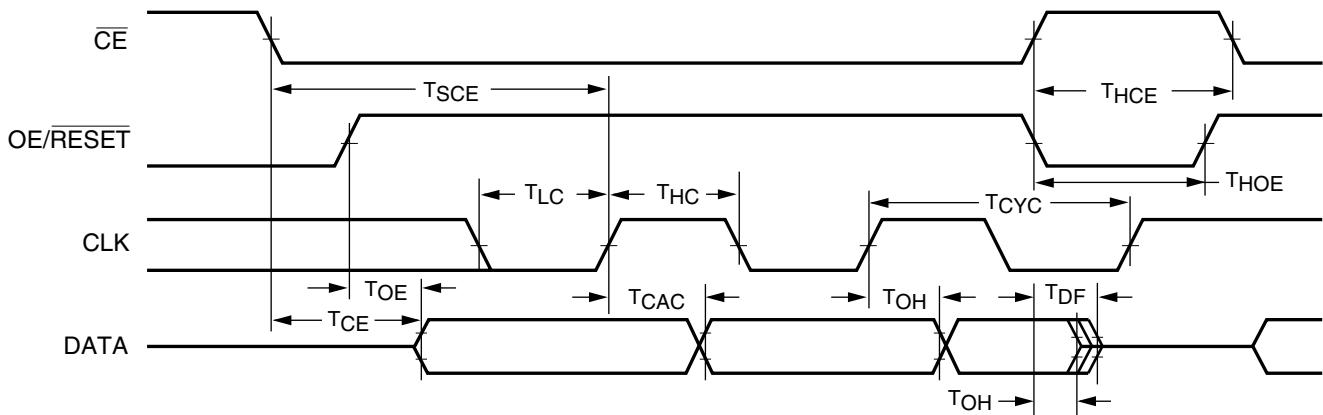 CE
TSCE
THCE
OE/RESET
TLC
THC
TCYC
THOE
CLK
TOE
TCE
TCAC
TOH
TDF
DATA
TOH